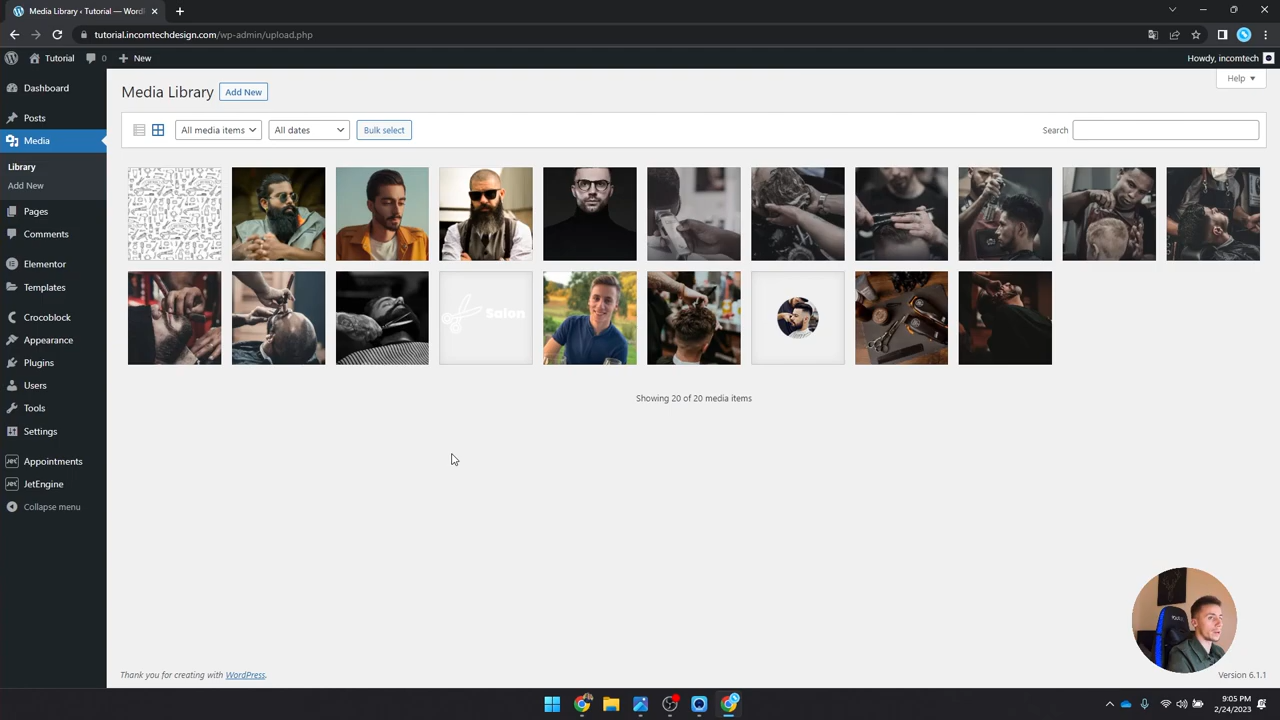 Media Library ‹ Tutorial — Word
tutorial.incomtechdesign.com/wp-admin/upload.php
Tutorial
0
New
Howdy, incomtech
Help
Dashboard
Posts
Media
Library
Add New
Pages
Comments
Elementor
Templates
Crocoblock
Appearance
Plugins
Users
Tools
Settings
Appointments
JetEngine
Collapse menu
Media Library
Add New
All media items
All dates
Bulk select
Search
Salon
Showing 20 of 20 media items
Thank you for creating with WordPress.
Version 6.1.1
9:05 PM
2/24/2023